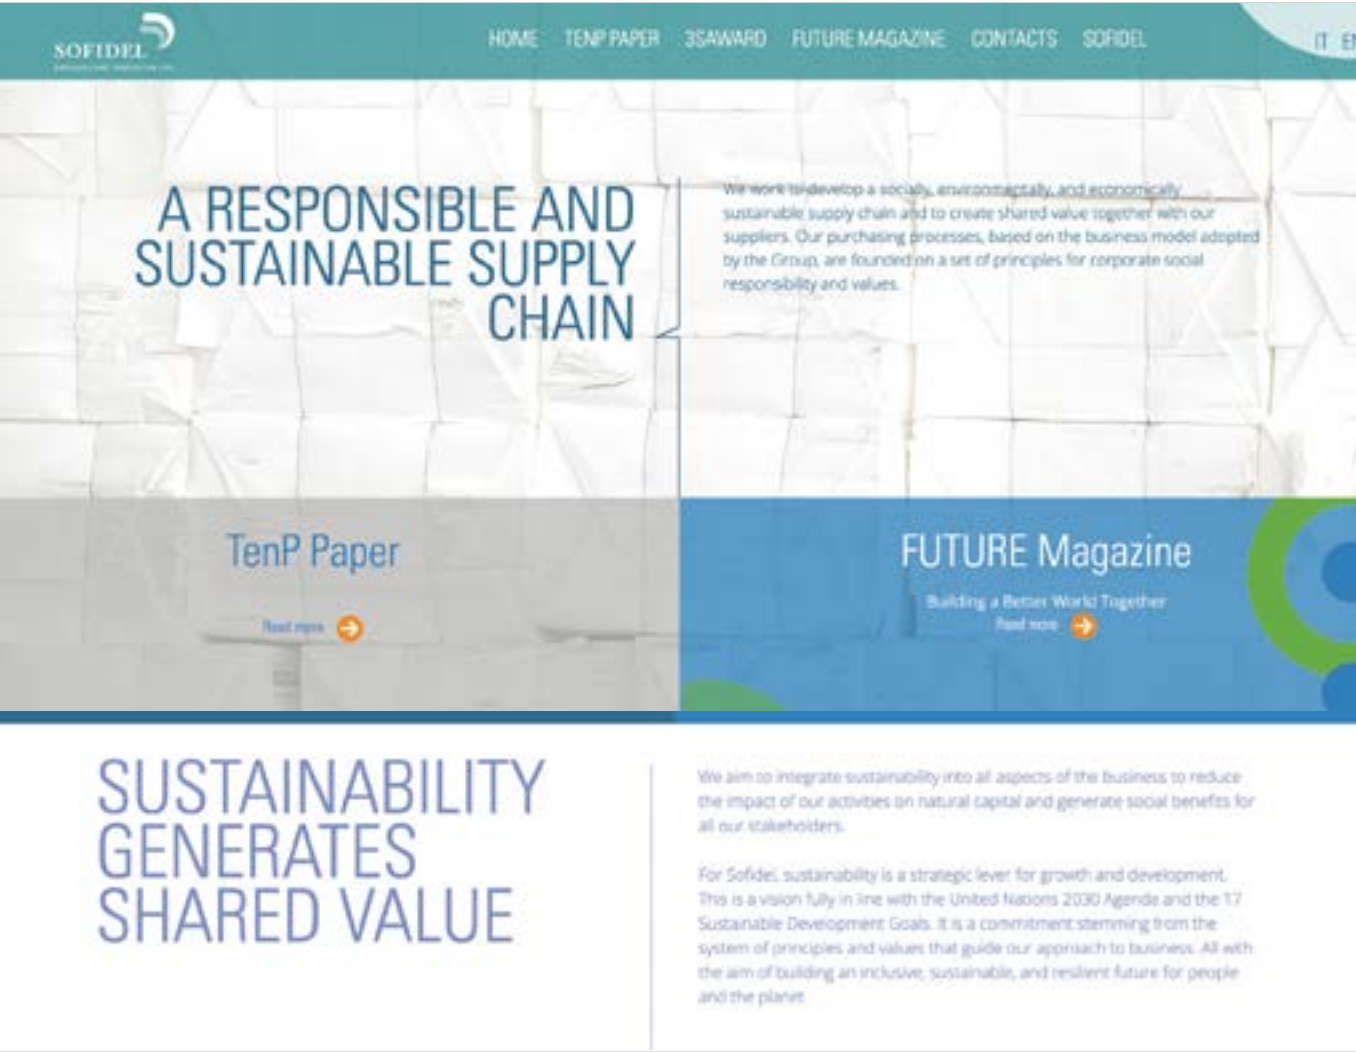 SOFIDEL
HOME TENP PAPER 3SAWARD FUTURE MAGAZINE CONTACTS SOFIDEL
IT EN
A RESPONSIBLE AND
SUSTAINABLE SUPPLY
CHAIN
We work to develop a socially, environmentally, and economically
sustainable supply chain and to create shared value together with our
suppliers. Our purchasing processes, based on the business model adopted
by the Group, are founded on a set of principles for corporate social
responsibility and values.
TenP Paper
Read more
FUTURE Magazine
Building a Better World Together
Read more
SUSTAINABILITY
GENERATES
SHARED VALUE
We aim to integrate sustainability into all aspects of the business to reduce
the impact of our activities on natural capital and generate social benefits for
all our stakeholders.
For Sofidel, sustainability is a strategic lever for growth and development.
This is a vision fully in line with the United Nations 2030 Agenda and the 17
Sustainable Development Goals. It is a commitment stemming from the
system of principles and values that guide our approach to business. All with
the aim of building an inclusive, sustainable, and resilient future for people
and the planet